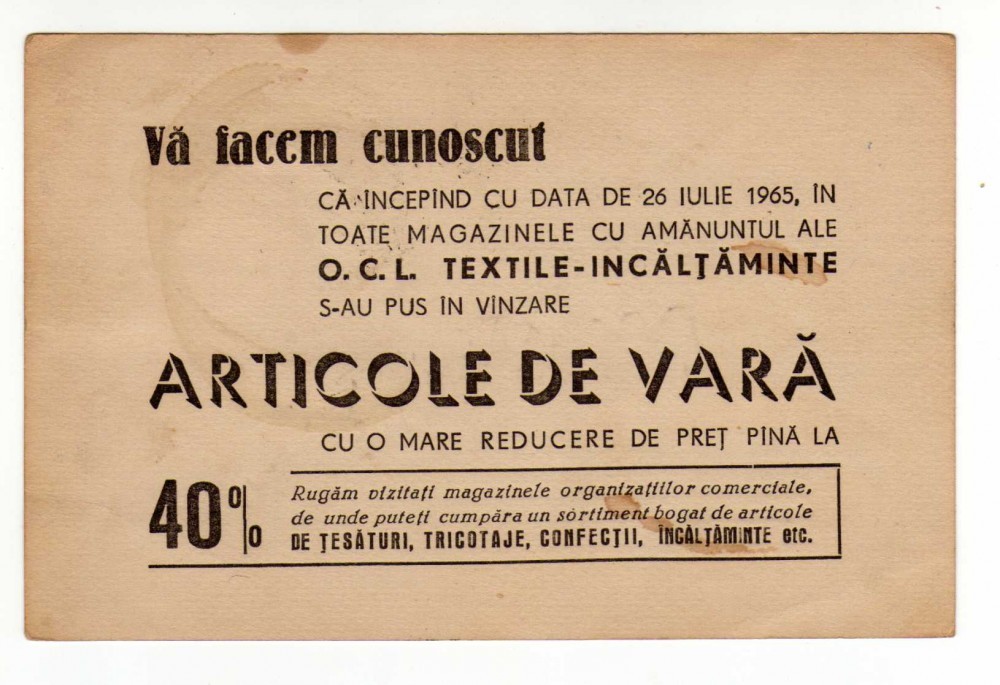 Vă facem cunoscut
CĂ ÎNCEPÎND CU DATA DE 26 IULIE 1965, ÎN
TOATE MAGAZINELE CU AMĂNUNTUL ALE
O.C.L. TEXTILE-INCĂLŢĂMINTE
S-AU PUS ÎN VÎNZARE
ARTICOLE DE VARĂ
CU O MARE REDUCERE DE PREŢ PÎNĂ LA
40%
Rugăm vizitaţi magazinele organizaţiilor comerciale,
de unde puteţi cumpăra un sortiment bogat de articole
DE ŢESĂTURI, TRICOTAJE, CONFECŢII, ÎNCĂLŢĂMINTE etc.